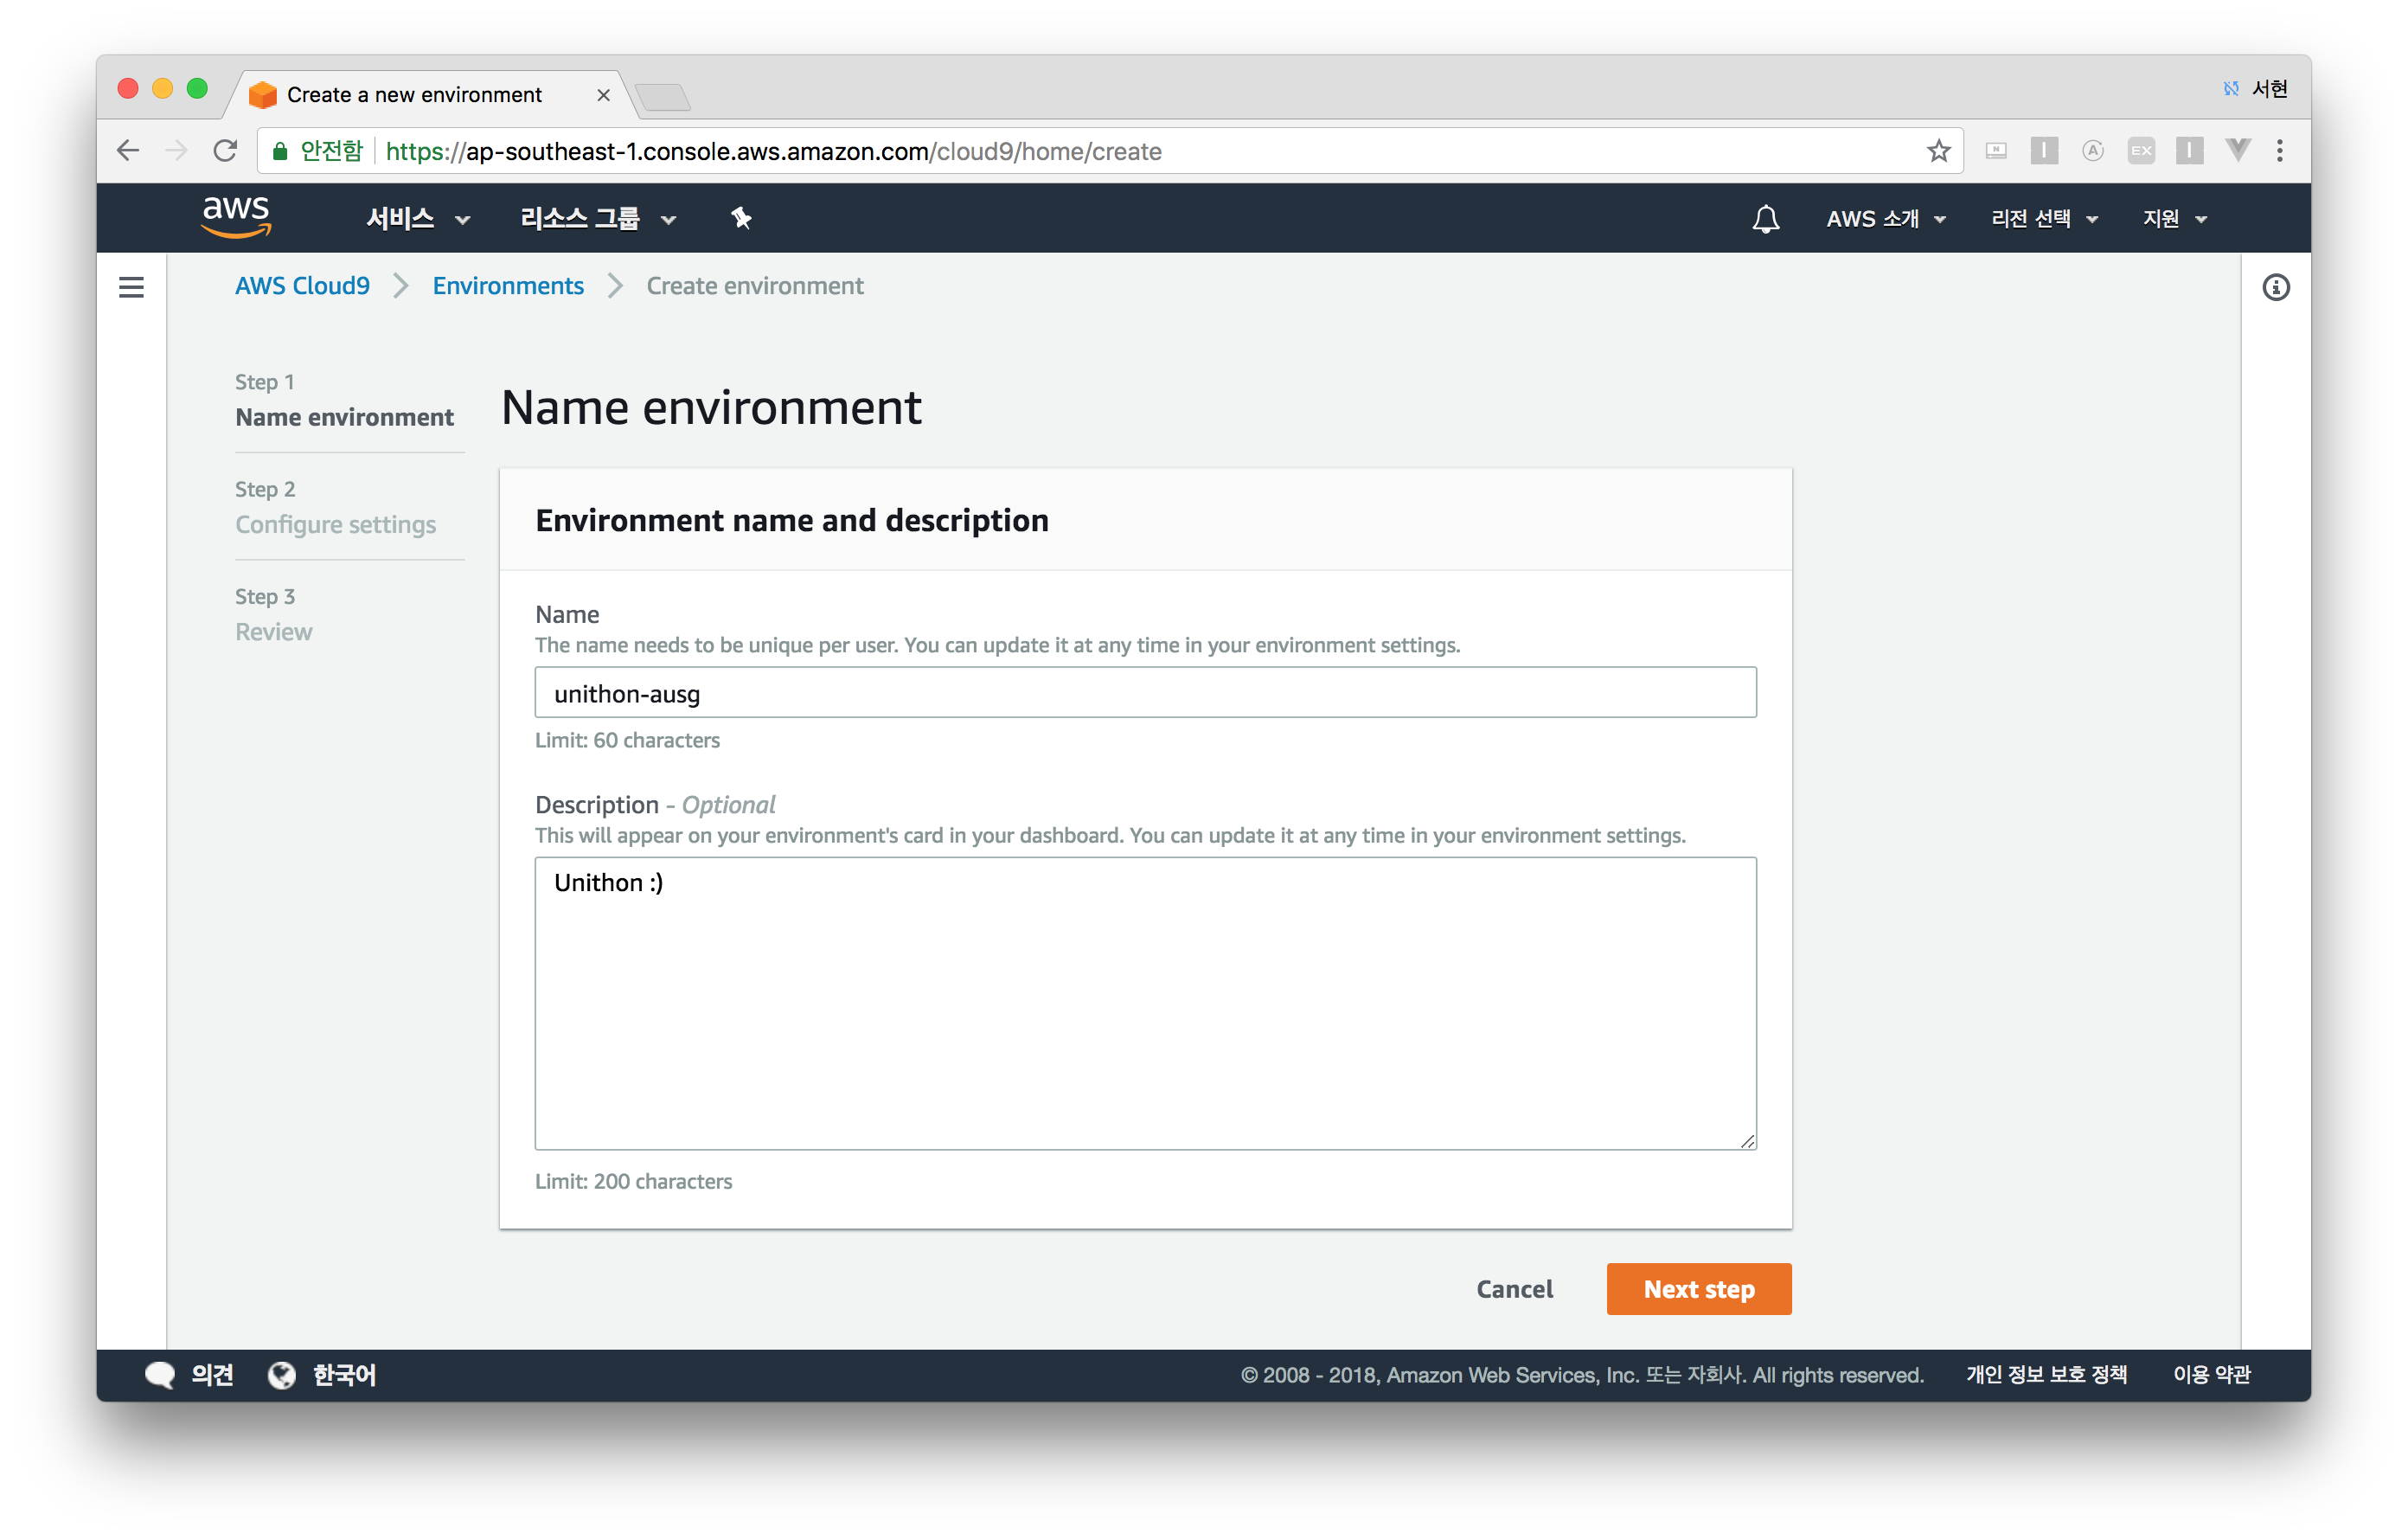 Create a new environment
서현
안전함 https://ap-southeast-1.console.aws.amazon.com/cloud9/home/create
N I A EX I
aws 서비스 리소스 그룹 AWS 소개 리전 선택 지원
AWS Cloud9 Environments Create environment
Step 1
Name environment
Step 2
Configure settings
Step 3
Review
Name environment
Environment name and description
Name
The name needs to be unique per user. You can update it at any time in your environment settings.
unithon-ausg
Limit: 60 characters
Description - Optional
This will appear on your environment's card in your dashboard. You can update it at any time in your environment settings.
Unithon :)
Limit: 200 characters
Cancel Next step
의견 한국어 © 2008 - 2018, Amazon Web Services, Inc. 또는 자회사. All rights reserved. 개인 정보 보호 정책 이용 약관